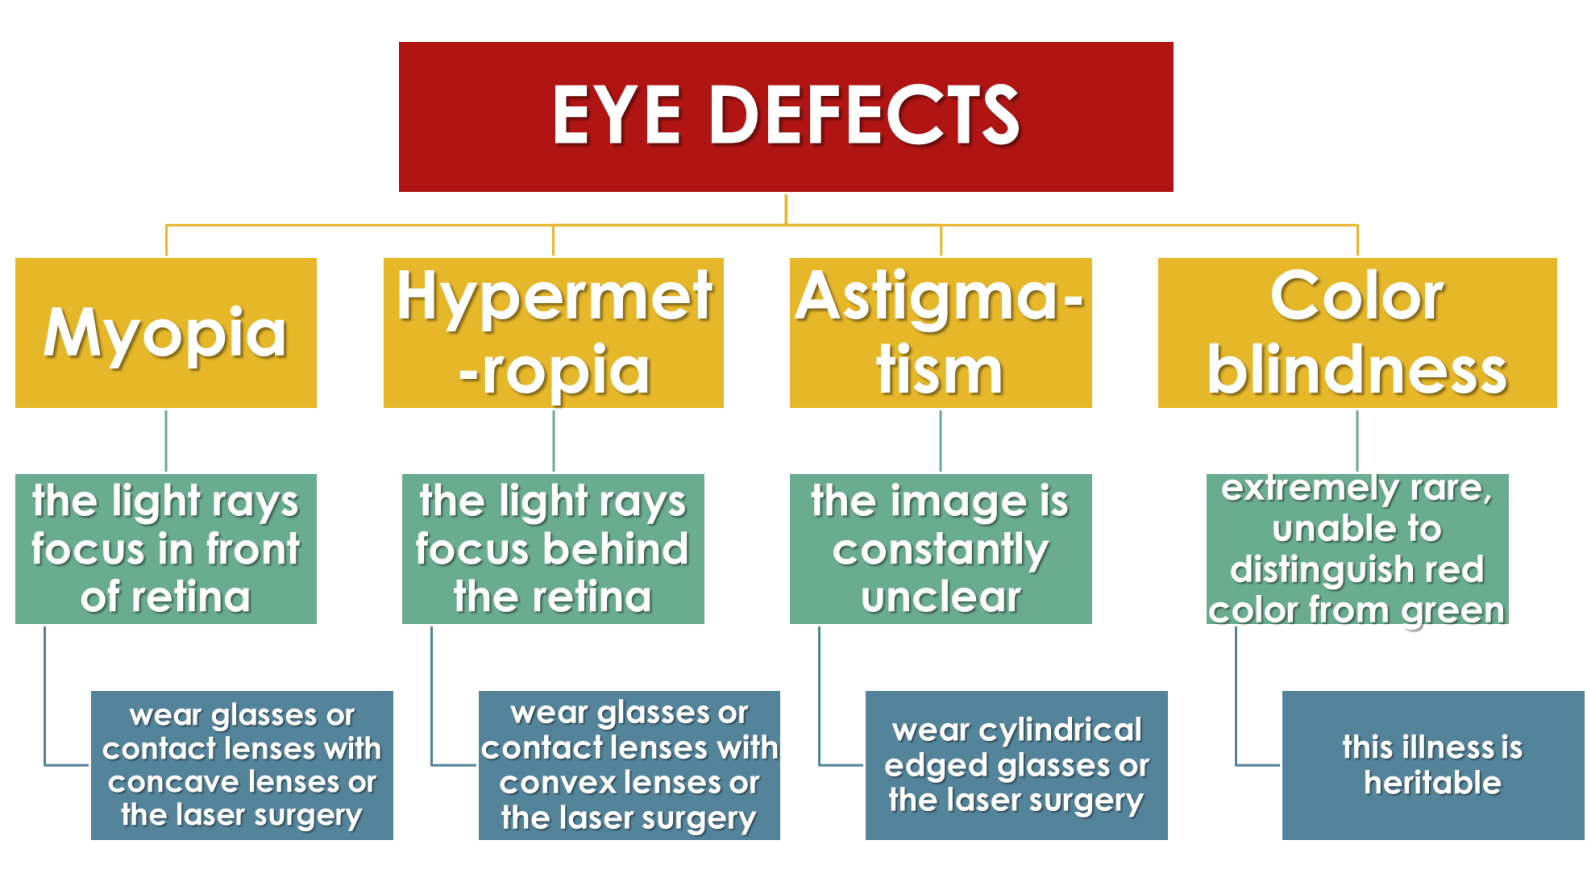 EYE DEFECTS
Myopia
Hypermet
-ropia
Astigma-
tism
Color
blindness
the light rays
focus in front
of retina
the light rays
focus behind
the retina
the image is
constantly
unclear
extremely rare,
unable to
distinguish red
color from green
wear glasses or
contact lenses with
concave lenses or
the laser surgery
wear glasses or
contact lenses with
convex lenses or
the laser surgery
wear cylindrical
edged glasses or
the laser surgery
this illness is
heritable